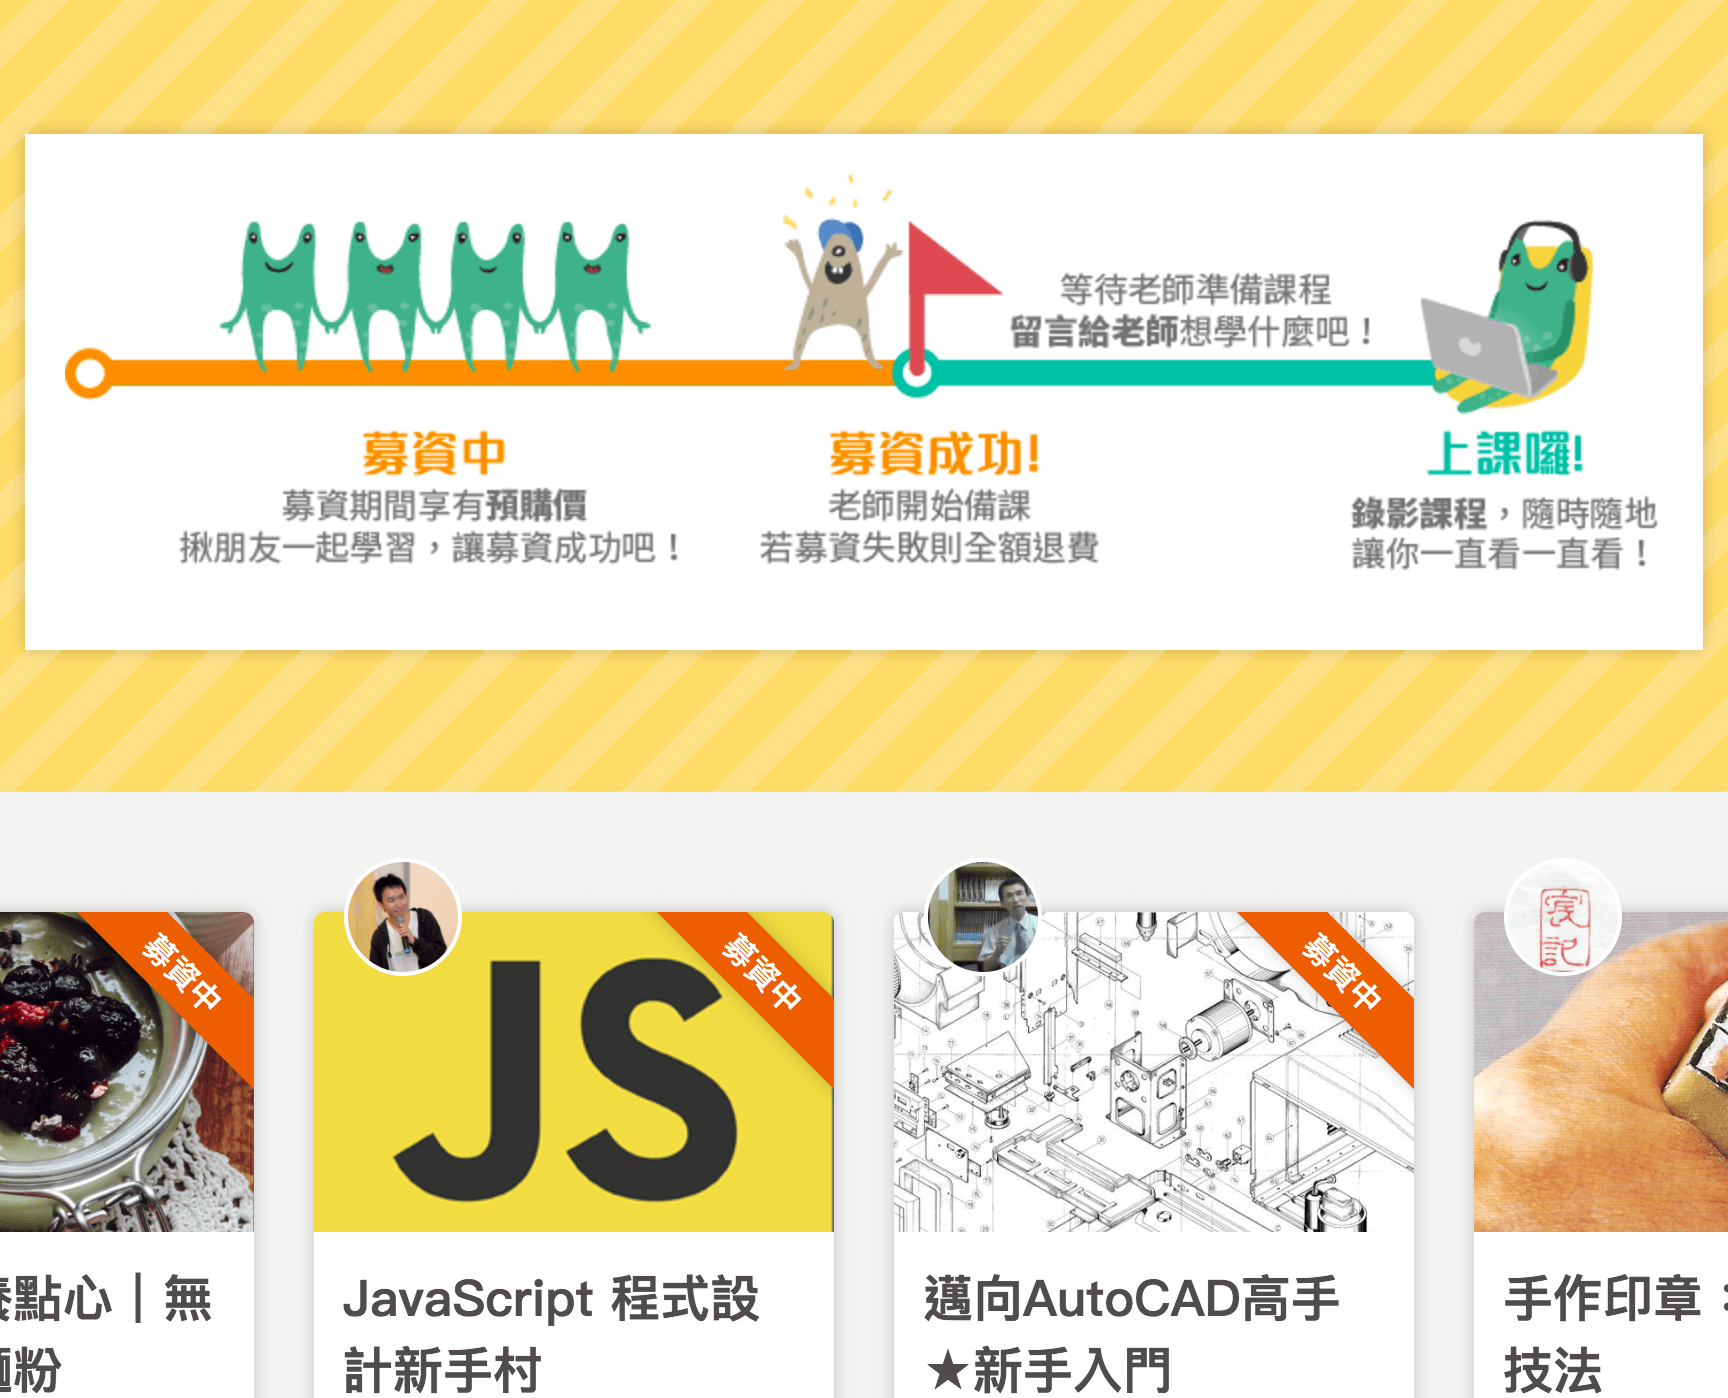 等待老師準備課程
留言給老師想學什麼吧！
募資中
募資期間享有預購價
揪朋友一起學習，讓募資成功吧！
募資成功!
老師開始備課
若募資失敗則全額退費
上課囉!
錄影課程，隨時隨地
讓你一直看一直看！
募資中
募資中
募資中
JS
點心｜無
麵粉
JavaScript 程式設
計新手村
邁向AutoCAD高手
★新手入門
手作印章：
技法